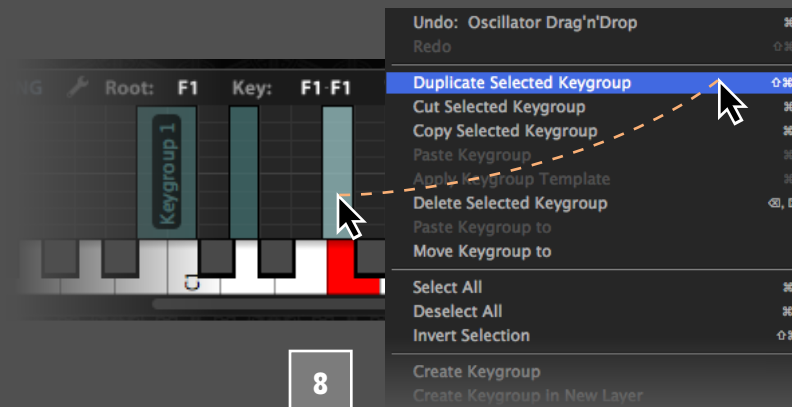 Root: F1 Key: F1-F1
Keygroup 1
C1
8
Undo: Oscillator Drag'n'Drop
Redo
Duplicate Selected Keygroup
Cut Selected Keygroup
Copy Selected Keygroup
Paste Keygroup
Apply Keygroup Template
Delete Selected Keygroup
Paste Keygroup to
Move Keygroup to
Select All
Deselect All
Invert Selection
Create Keygroup
Create Keygroup in New Layer